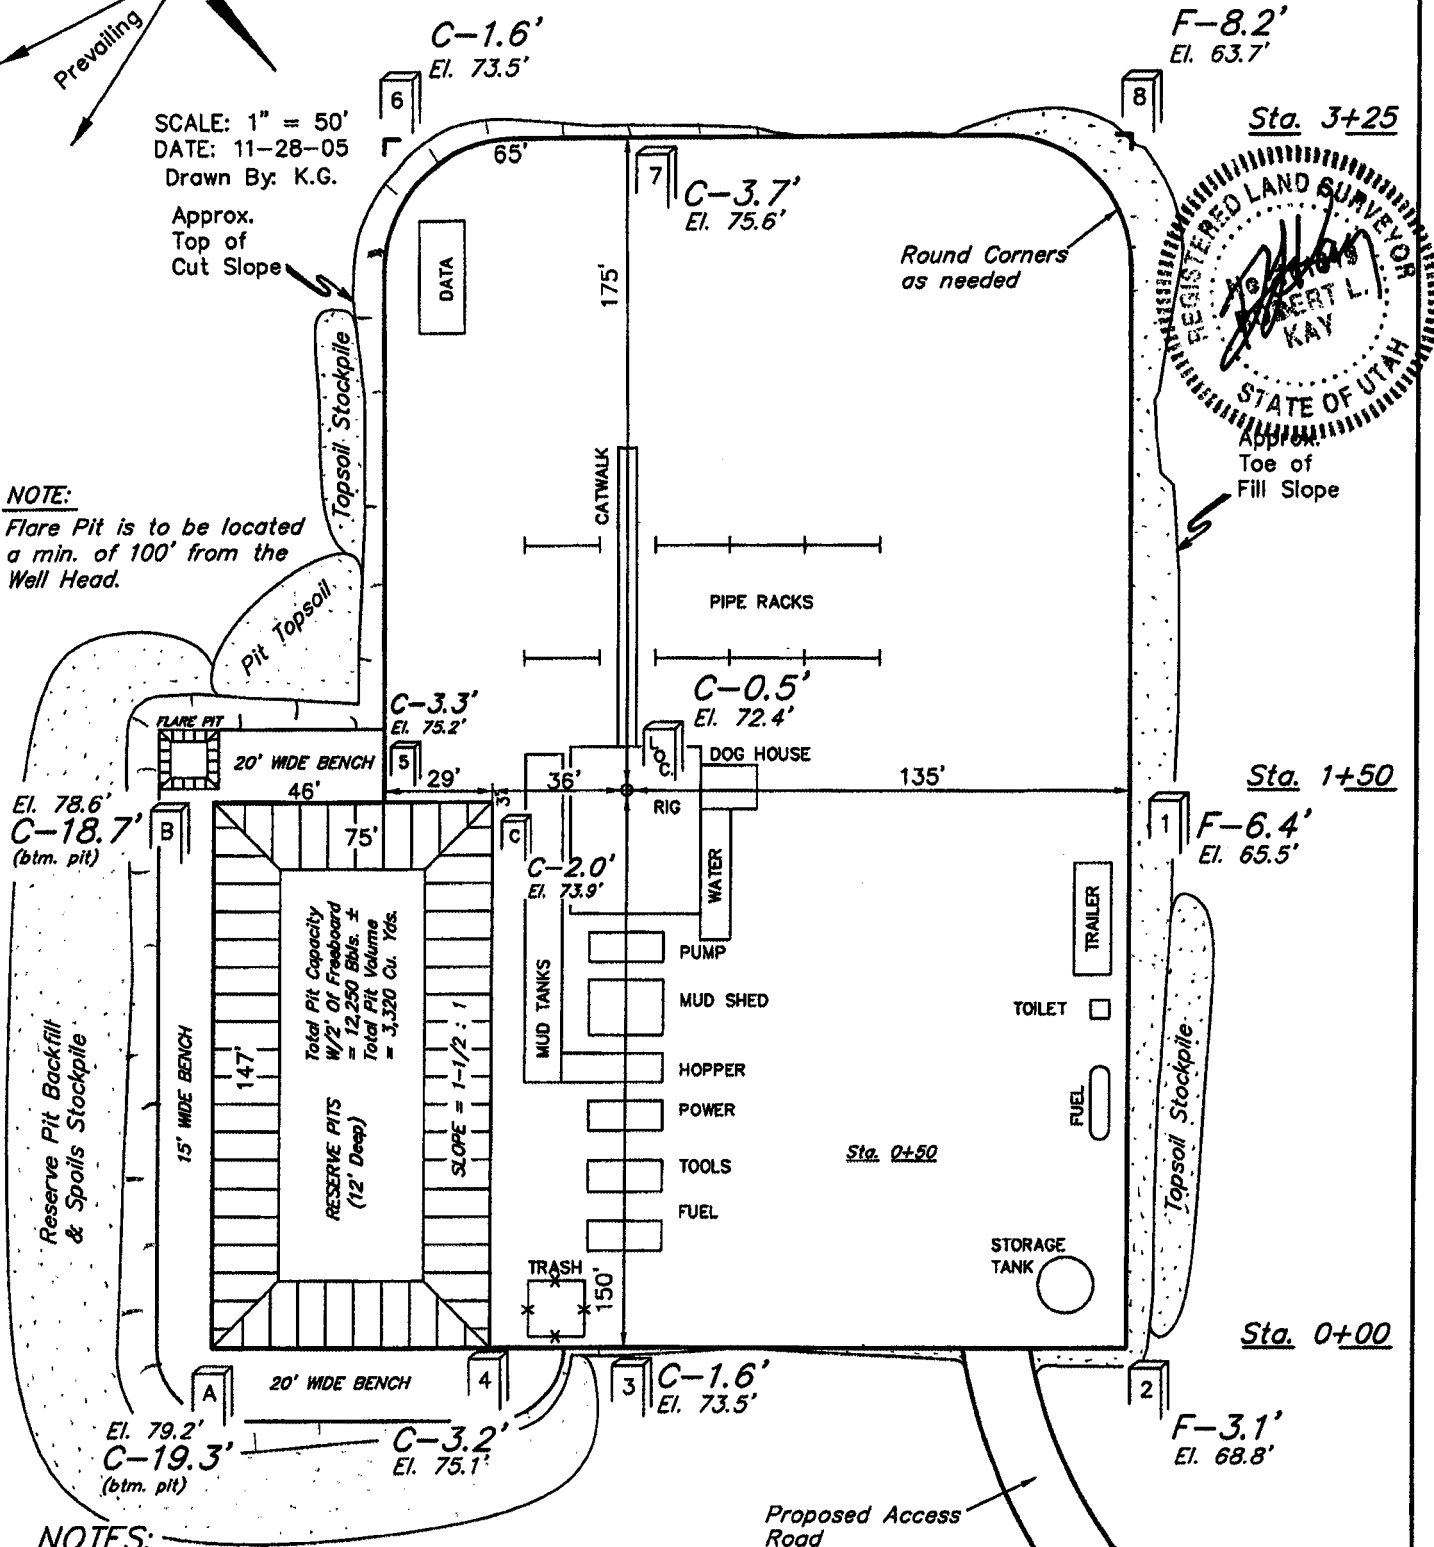 Prevailing
C-1.6'
El. 73.5'
F-8.2'
El. 63.7'
6
8
SCALE: 1" = 50'
DATE: 11-28-05
Drawn By: K.G.
Sta. 3+25
65'
7
C-3.7'
El. 75.6'
Approx.
Top of
Cut Slope
DATA
175'
Round Corners
as needed
REGISTERED LAND SURVEYOR
No.
ROBERT L.
KAY
STATE OF UTAH
Approx.
Toe of
Fill Slope
Topsoil Stockpile
CATWALK
NOTE:
Flare Pit is to be located
a min. of 100' from the
Well Head.
PIPE RACKS
Pit Topsoil
C-3.3'
El. 75.2'
C-0.5'
El. 72.4'
FLARE PIT
20' WIDE BENCH
5
LOC.
DOG HOUSE
Sta. 1+50
46'
29'
3'
36'
RIG
135'
El. 78.6'
C-18.7'
(btm. pit)
B
75'
C
C-2.0'
El. 73.9'
1
F-6.4'
El. 65.5'
WATER
TRAILER
Total Pit Capacity
W/2' Of Freeboard
= 12,250 Bbls. ±
Total Pit Volume
= 3,320 Cu. Yds.
PUMP
MUD SHED
MUD TANKS
TOILET
Reserve Pit Backfill
& Spoils Stockpile
15' WIDE BENCH
147'
RESERVE PITS
(12' Deep)
SLOPE = 1-1/2 : 1
HOPPER
POWER
FUEL
Topsoil Stockpile
Sta. 0+50
TOOLS
FUEL
STORAGE
TANK
TRASH
150'
Sta. 0+00
A
20' WIDE BENCH
4
3
C-1.6'
El. 73.5'
2
El. 79.2'
C-19.3'
(btm. pit)
C-3.2'
El. 75.1'
F-3.1'
El. 68.8'
Proposed Access
Road
NOTES: